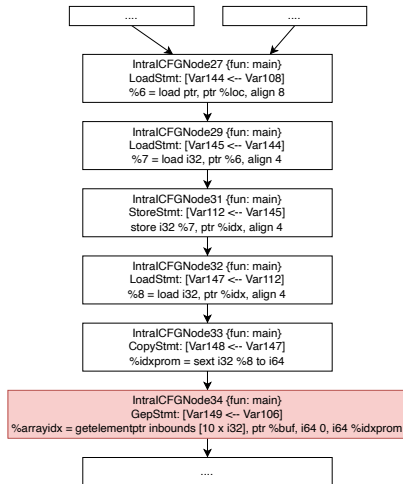 ....
....
IntraICFGNode27 {fun: main}
LoadStmt: [Var144 <-- Var108]
%6 = load ptr, ptr %loc, align 8
IntraICFGNode29 {fun: main}
LoadStmt: [Var145 <-- Var144]
%7 = load i32, ptr %6, align 4
IntraICFGNode31 {fun: main}
StoreStmt: [Var112 <-- Var145]
store i32 %7, ptr %idx, align 4
IntraICFGNode32 {fun: main}
LoadStmt: [Var147 <-- Var112]
%8 = load i32, ptr %idx, align 4
IntraICFGNode33 {fun: main}
CopyStmt: [Var148 <-- Var147]
%idxprom = sext i32 %8 to i64
IntraICFGNode34 {fun: main}
GepStmt: [Var149 <-- Var106]
%arrayidx = getelementptr inbounds [10 x i32], ptr %buf, i64 0, i64 %idxprom
....